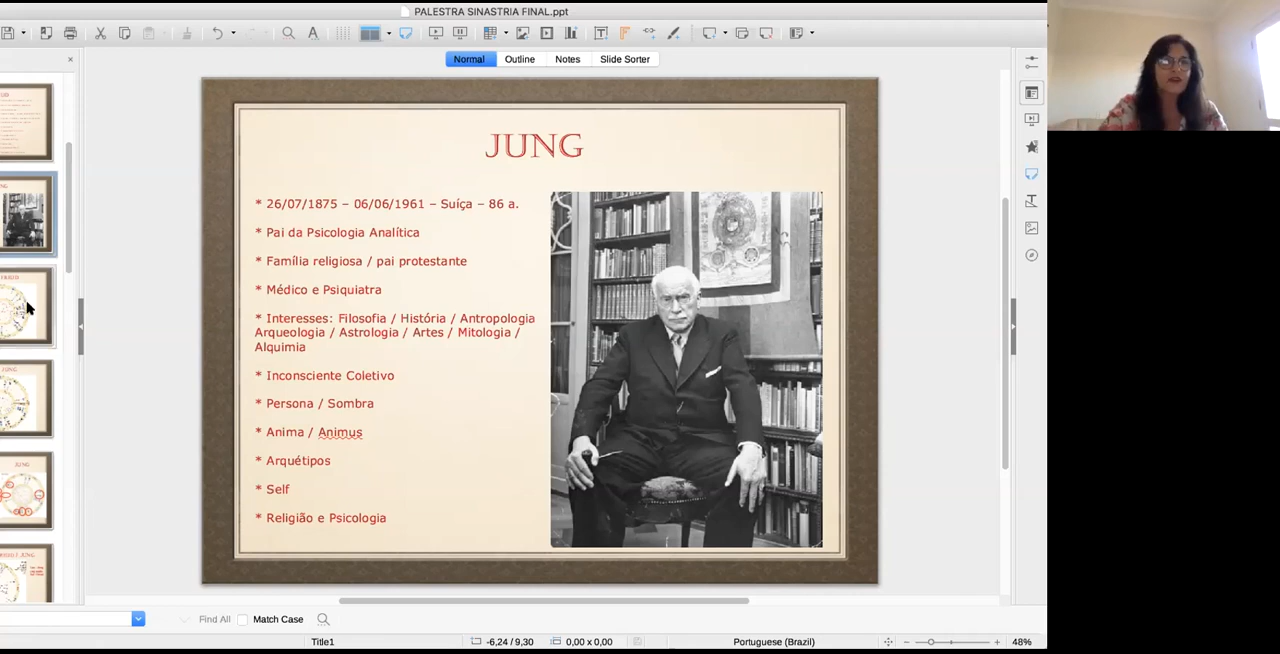 PALESTRA SINASTRIA FINAL.ppt
Normal
Outline
Notes
Slide Sorter
JUNG
* 26/07/1875 – 06/06/1961 – Suíça – 86 a.
* Pai da Psicologia Analítica
* Família religiosa / pai protestante
* Médico e Psiquiatra
* Interesses: Filosofia / História / Antropologia
Arqueologia / Astrologia / Artes / Mitologia /
Alquimia
* Inconsciente Coletivo
* Persona / Sombra
* Anima / Animus
* Arquétipos
* Self
* Religião e Psicologia
JUNG
JUNG
Find All
Match Case
Title1
-6,24 / 9,30
0,00 x 0,00
Portuguese (Brazil)
48%